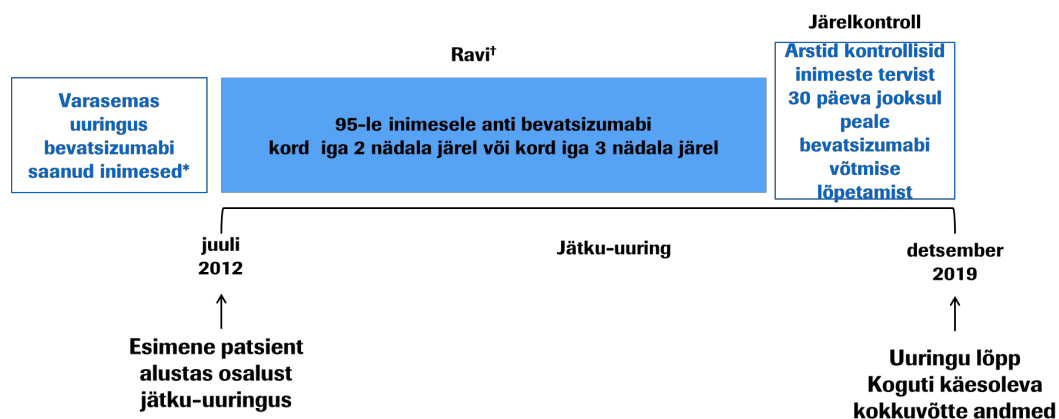 Järelkontroll
Ravi†
Varasemas
uuringus
bevatsizumabi
saanud inimesed*
95-le inimesele anti bevatsizumabi
kord iga 2 nädala järel või kord iga 3 nädala järel
Arstid kontrollisid
inimeste tervist
30 päeva jooksul
peale
bevatsizumabi
võtmise
lõpetamist
juuli
2012
Jätku-uuring
detsember
2019
Esimene patsient
alustas osalust
jätku-uuringus
Uuringu lõpp
Koguti käesoleva
kokkuvõtte andmed